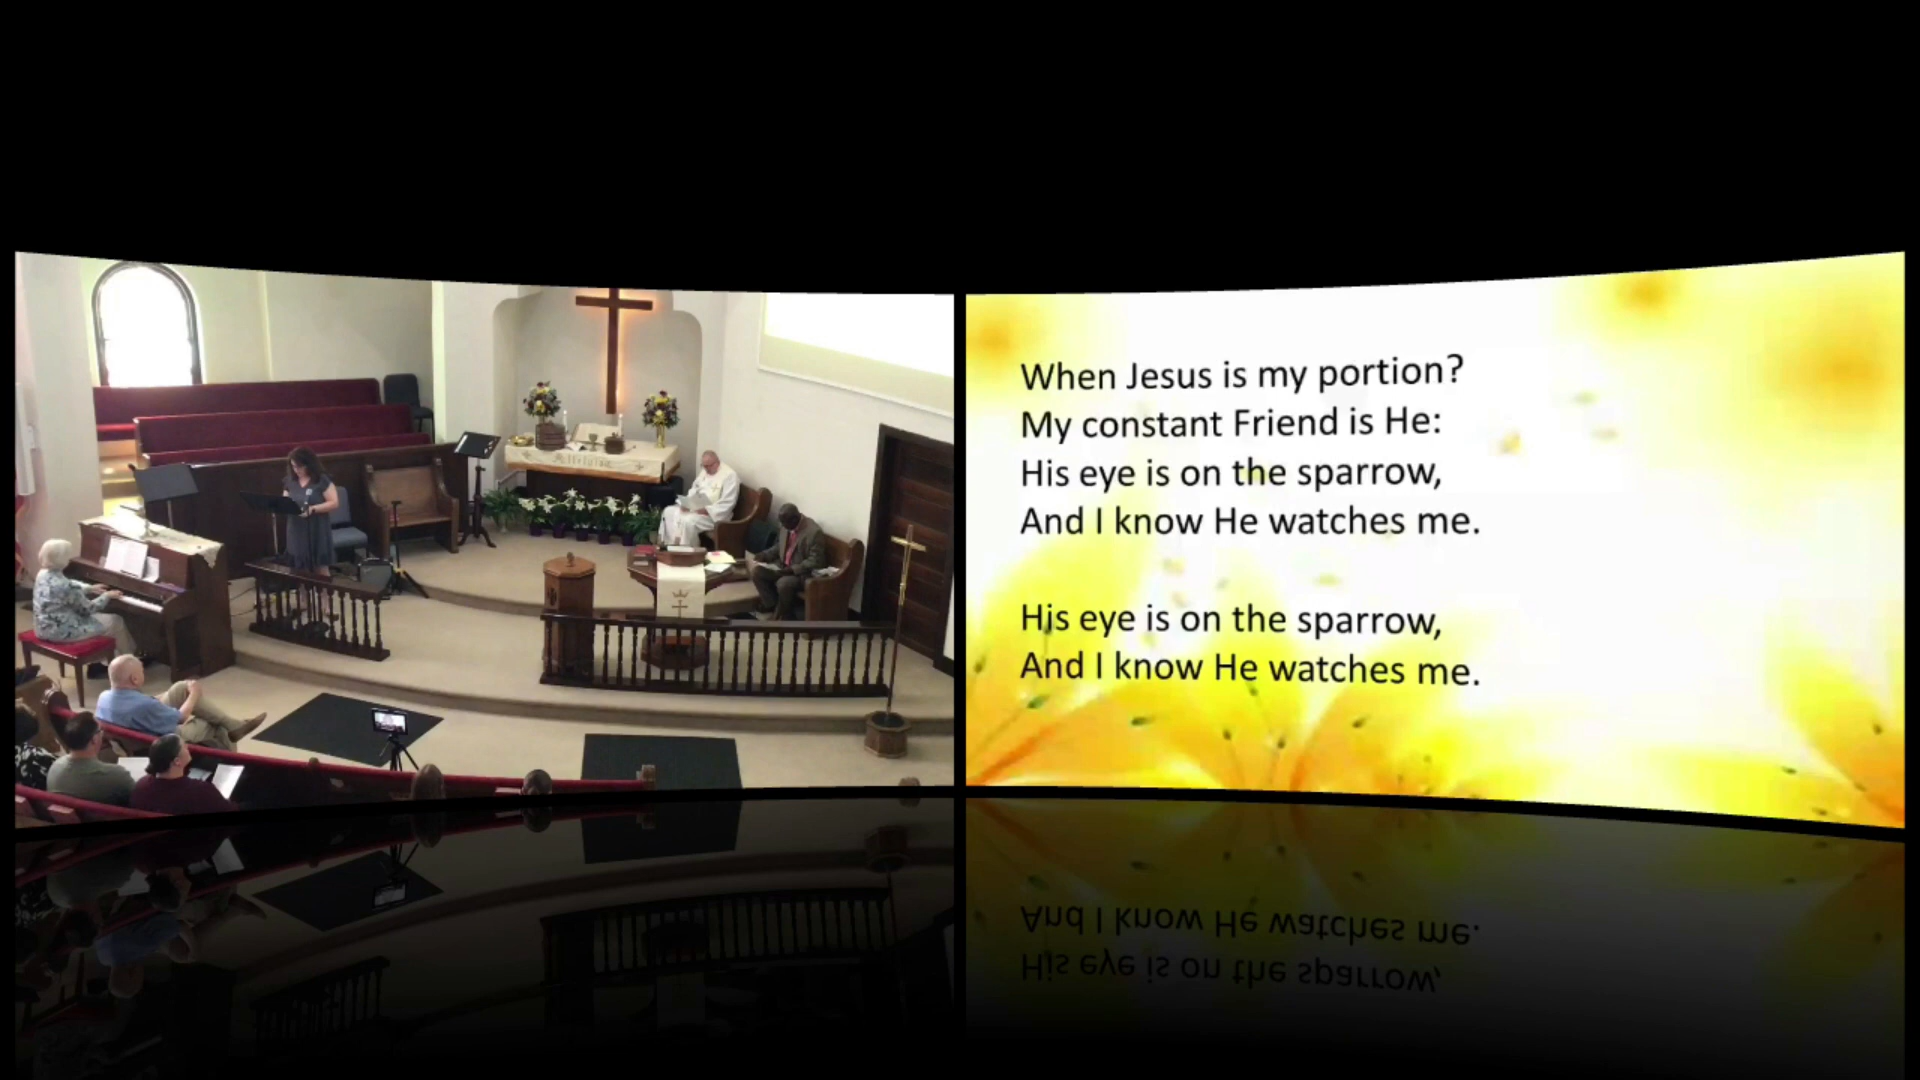 Alleluia
When Jesus is my portion?
My constant Friend is He:
His eye is on the sparrow,
And I know He watches me.
His eye is on the sparrow,
And I know He watches me.